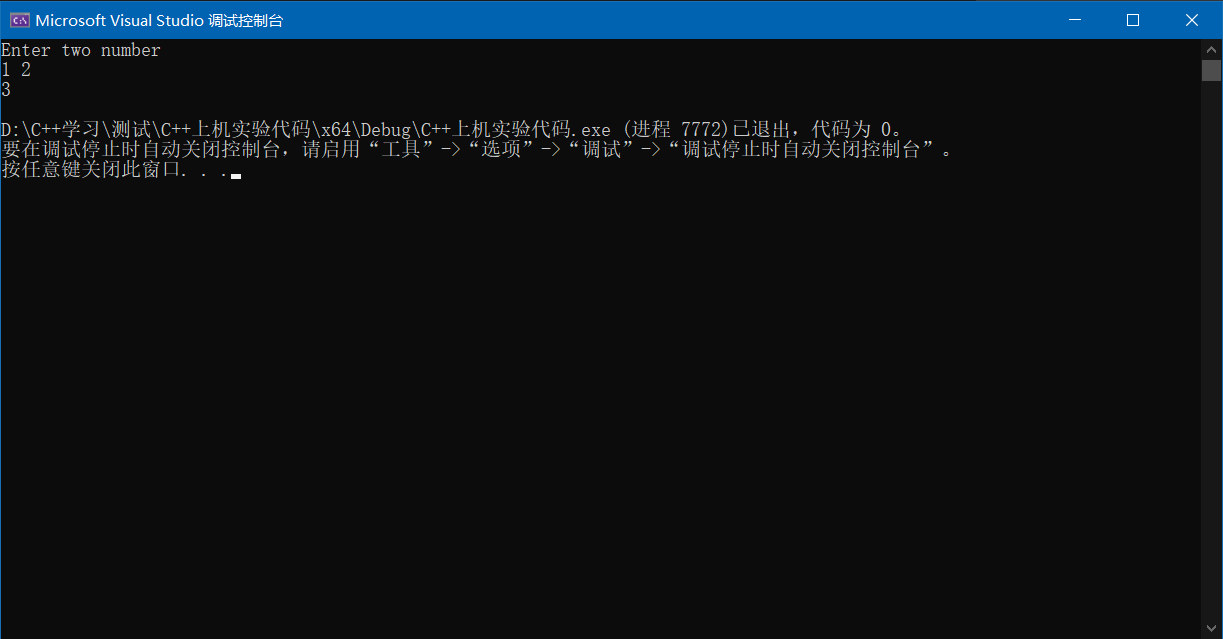 Microsoft Visual Studio 调试控制台
Enter two number
1 2
3
D:\C++学习\测试\C++上机实验代码\x64\Debug\C++上机实验代码.exe (进程 7772)已退出，代码为 0。
要在调试停止时自动关闭控制台，请启用“工具”->“选项”->“调试”->“调试停止时自动关闭控制台”。
按任意键关闭此窗口. . .